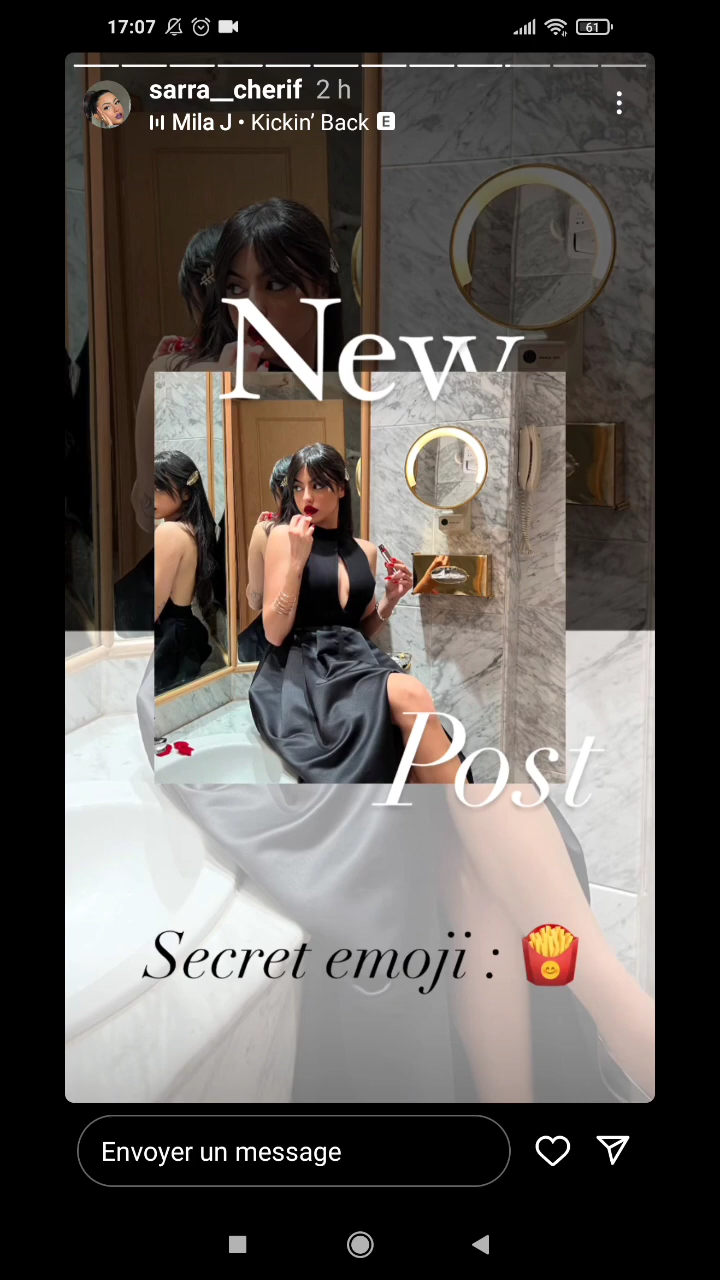 17:07
61
sarra__cherif 2 h
Mila J • Kickin’ Back E
New
Post
Secret emoji : 🍟
Envoyer un message